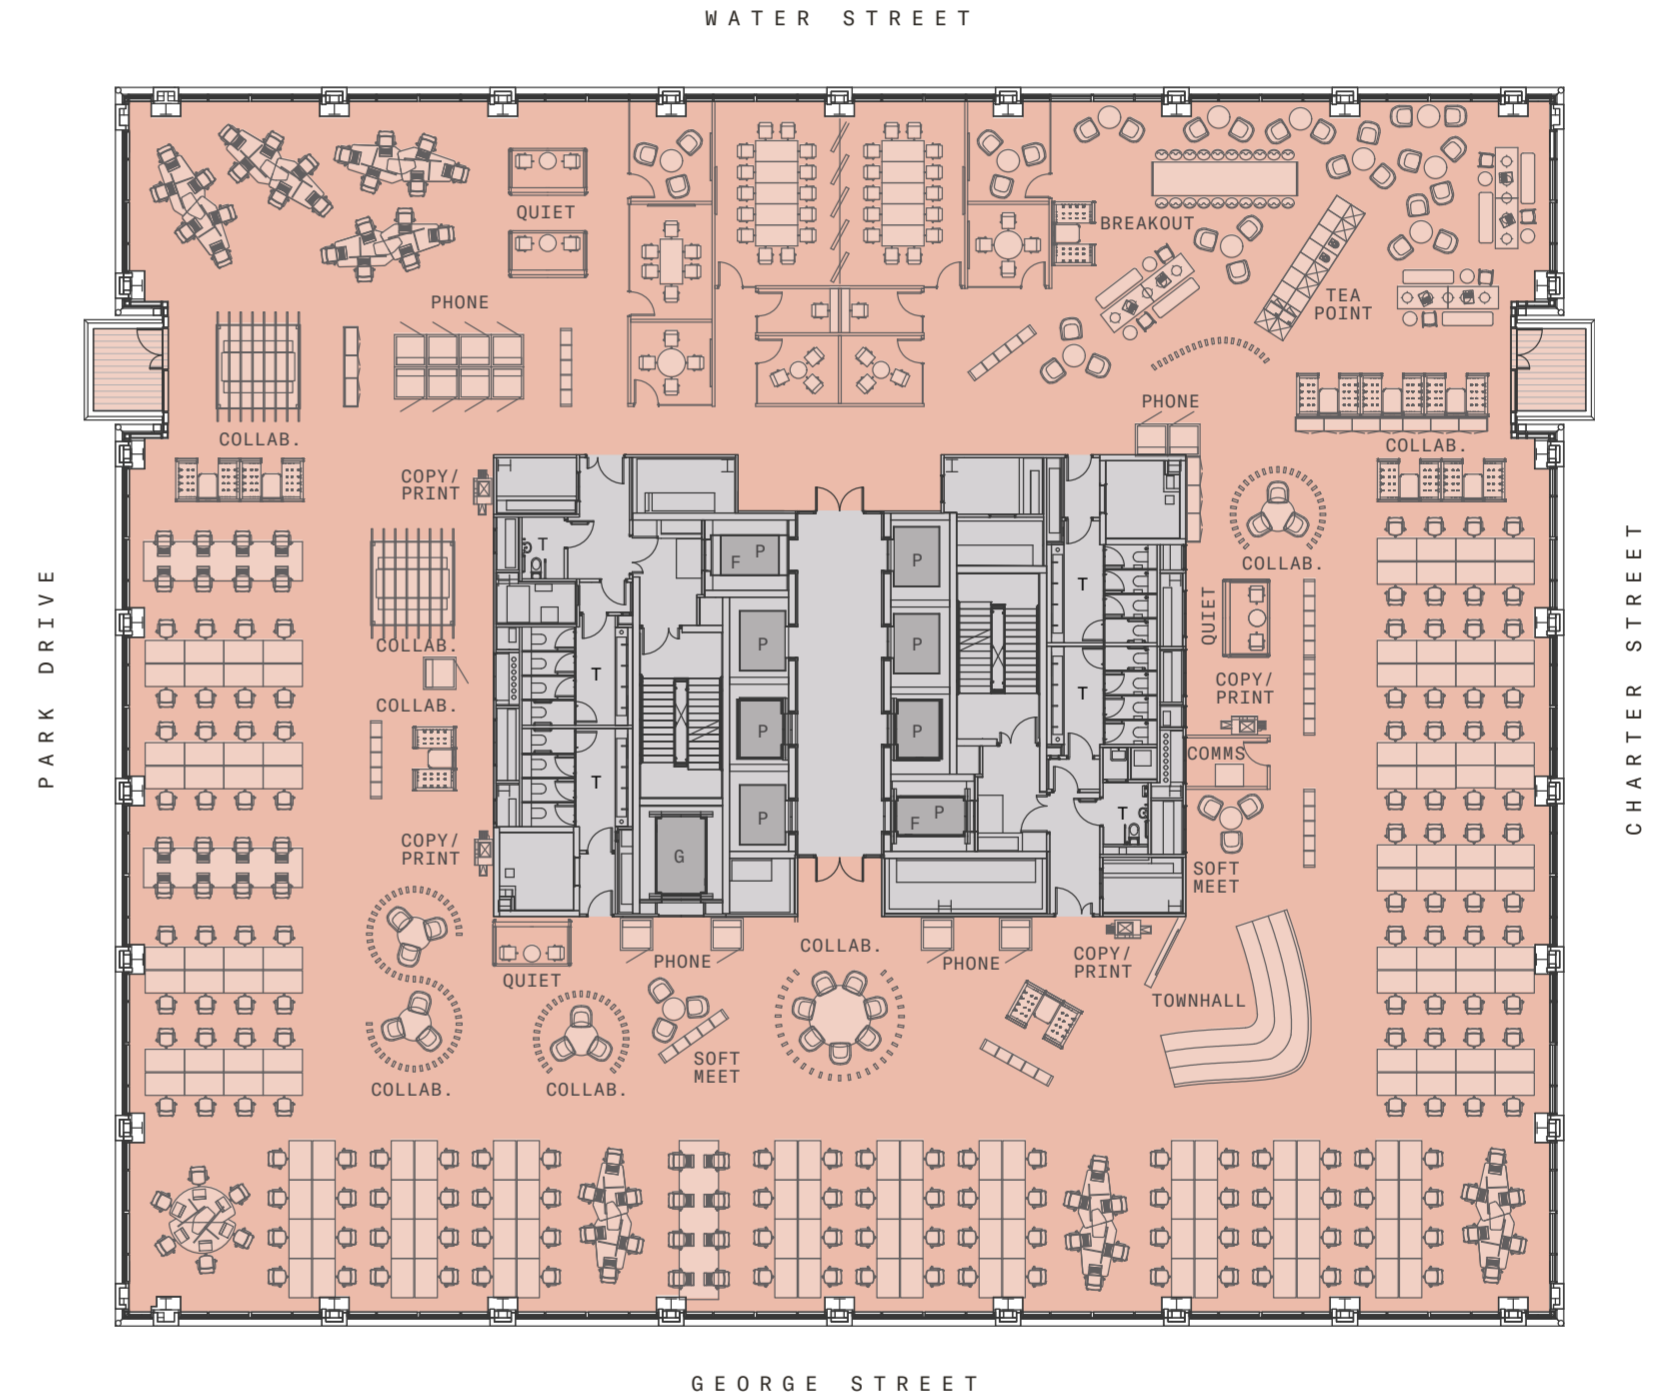 WATER STREET
QUIET
BREAKOUT
PHONE
TEA
POINT
PHONE
COLLAB.
COLLAB.
COPY/
PRINT
T
P
F
P
T
COLLAB.
PARK DRIVE
CHARTER STREET
QUIET
COLLAB.
P
P
T
T
COLLAB.
COPY/
PRINT
P
P
COMMS
T
P
F
P
T
COPY/
PRINT
G
SOFT
MEET
COLLAB.
QUIET
PHONE
PHONE
COPY/
PRINT
TOWNHALL
SOFT
MEET
COLLAB.
COLLAB.
GEORGE STREET